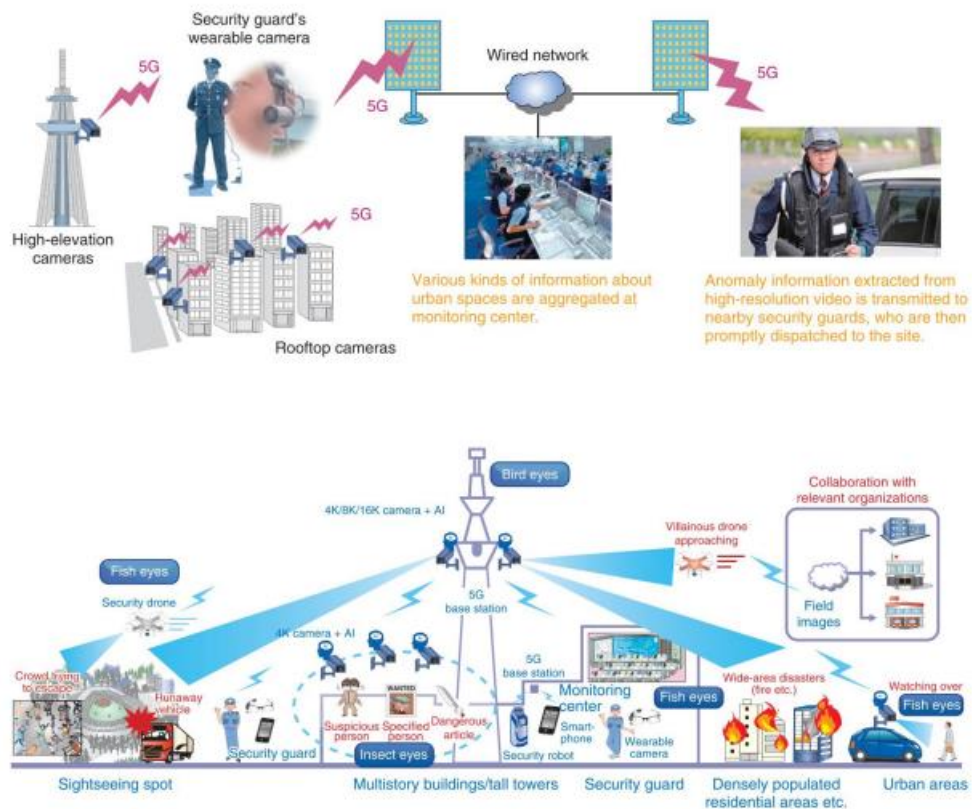 Security guard's
wearable camera
5G
5G
Wired network
5G
5G
High-elevation
cameras
Rooftop cameras
Various kinds of information about
urban spaces are aggregated at
monitoring center.
Anomaly information extracted from
high-resolution video is transmitted to
nearby security guards, who are then
promptly dispatched to the site.
Bird eyes
4K/8K/16K camera + AI
Collaboration with
relevant organizations
Villainous drone
approaching
Field
images
Fish eyes
Security drone
5G
base station
4K camera + AI
5G
base station
Crowd trying
to escape
Runaway
vehicle
Security guard
Suspicious
person
WANTED
Specified
person
Dangerous
article
Insect eyes
Security robot
Smart-
phone
Monitoring
center
Wearable
camera
Fish eyes
Wide-area disasters
(fire etc.)
Watching over
Fish eyes
Sightseeing spot
Multistory buildings/tall towers
Security guard
Densely populated
residential areas etc.
Urban areas